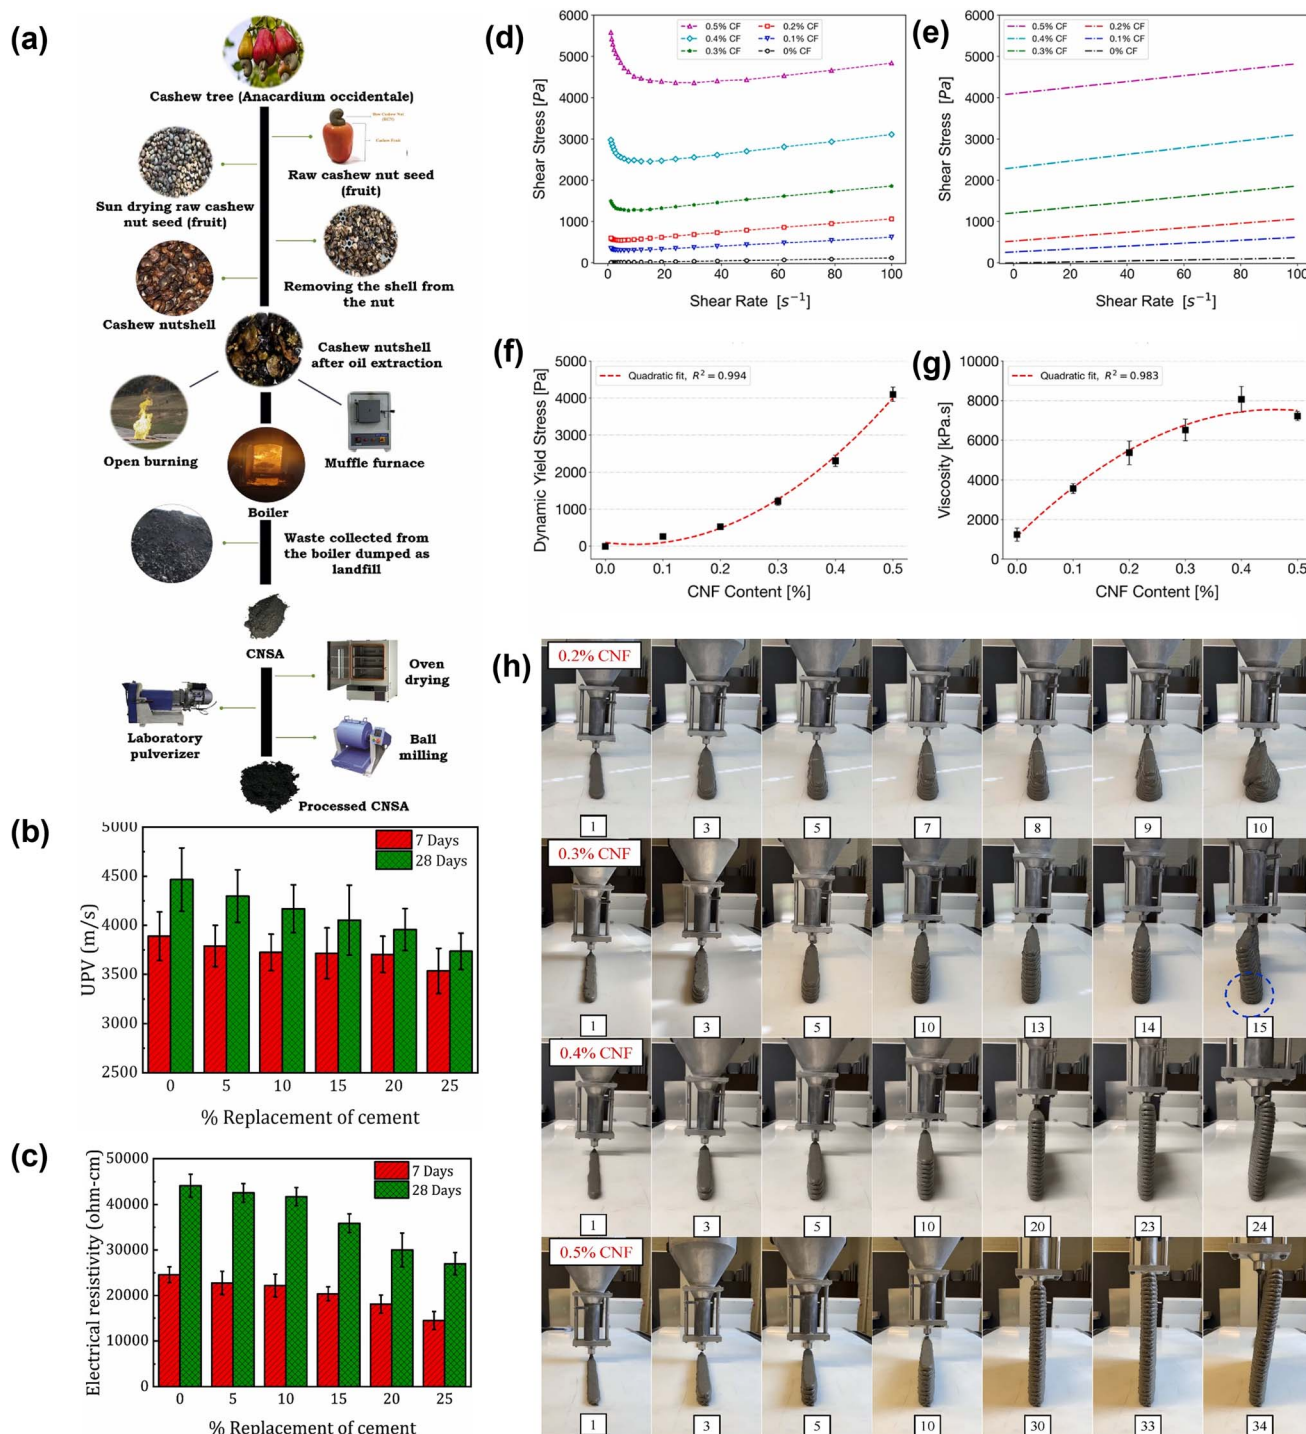 (a)
Cashew tree (Anacardium occidentale)
Raw cashew nut seed
(fruit)
Sun drying raw cashew
nut seed (fruit)
Removing the shell from
the nut
Cashew nutshell
Cashew nutshell
after oil extraction
Open burning
Muffle furnace
Boiler
Waste collected from
the boiler dumped as
landfill
CNSA
Oven
drying
Laboratory
pulverizer
Ball
milling
Processed CNSA
(b)
5000
4500
4000
3500
3000
2500
UPV (m/s)
7 Days
28 Days
0 5 10 15 20 25
% Replacement of cement
(c)
50000
40000
30000
20000
10000
0
Electrical resistivity (ohm-cm)
7 Days
28 Days
0 5 10 15 20 25
% Replacement of cement
(d)
6000
5000
4000
3000
2000
1000
0
Shear Stress [Pa]
0.5% CF 0.2% CF
0.4% CF 0.1% CF
0.3% CF 0% CF
0 20 40 60 80 100
Shear Rate [s⁻¹]
(e)
6000
5000
4000
3000
2000
1000
0
Shear Stress [Pa]
0.5% CF 0.2% CF
0.4% CF 0.1% CF
0.3% CF 0% CF
0 20 40 60 80 100
Shear Rate [s⁻¹]
(f)
5000
4000
3000
2000
1000
0
Dynamic Yield Stress [Pa]
Quadratic fit, R² = 0.994
0.0 0.1 0.2 0.3 0.4 0.5
CNF Content [%]
(g)
10000
8000
6000
4000
2000
0
Viscosity [kPa.s]
Quadratic fit, R² = 0.983
0.0 0.1 0.2 0.3 0.4 0.5
CNF Content [%]
(h)
0.2% CNF
1 3 5 7 8 9 10
0.3% CNF
1 3 5 10 13 14 15
0.4% CNF
1 3 5 10 20 23 24
0.5% CNF
1 3 5 10 30 33 34